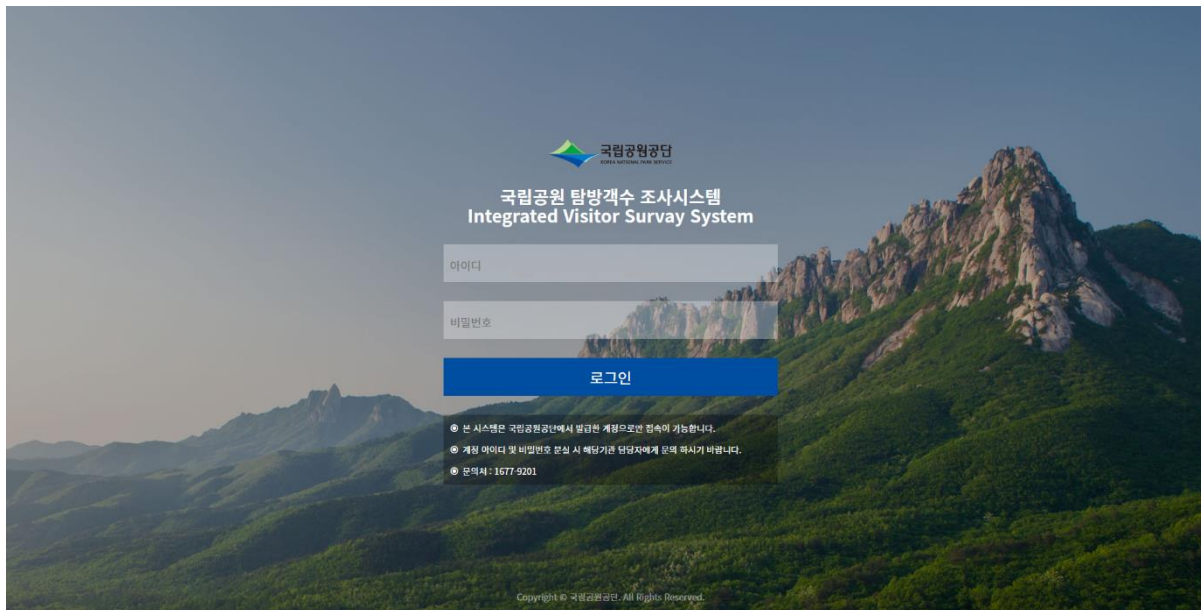 국립공원공단
KOREA NATIONAL PARK SERVICE
국립공원 탐방객수 조사시스템
Integrated Visitor Survay System
아이디
비밀번호
로그인
본 시스템은 국립공원공단에서 발급한 계정으로만 접속이 가능합니다.
계정 아이디 및 비밀번호 분실 시 해당기관 담당자에게 문의 하시기 바랍니다.
문의처 : 1677-9201
Copyright © 국립공원공단. All Rights Reserved.